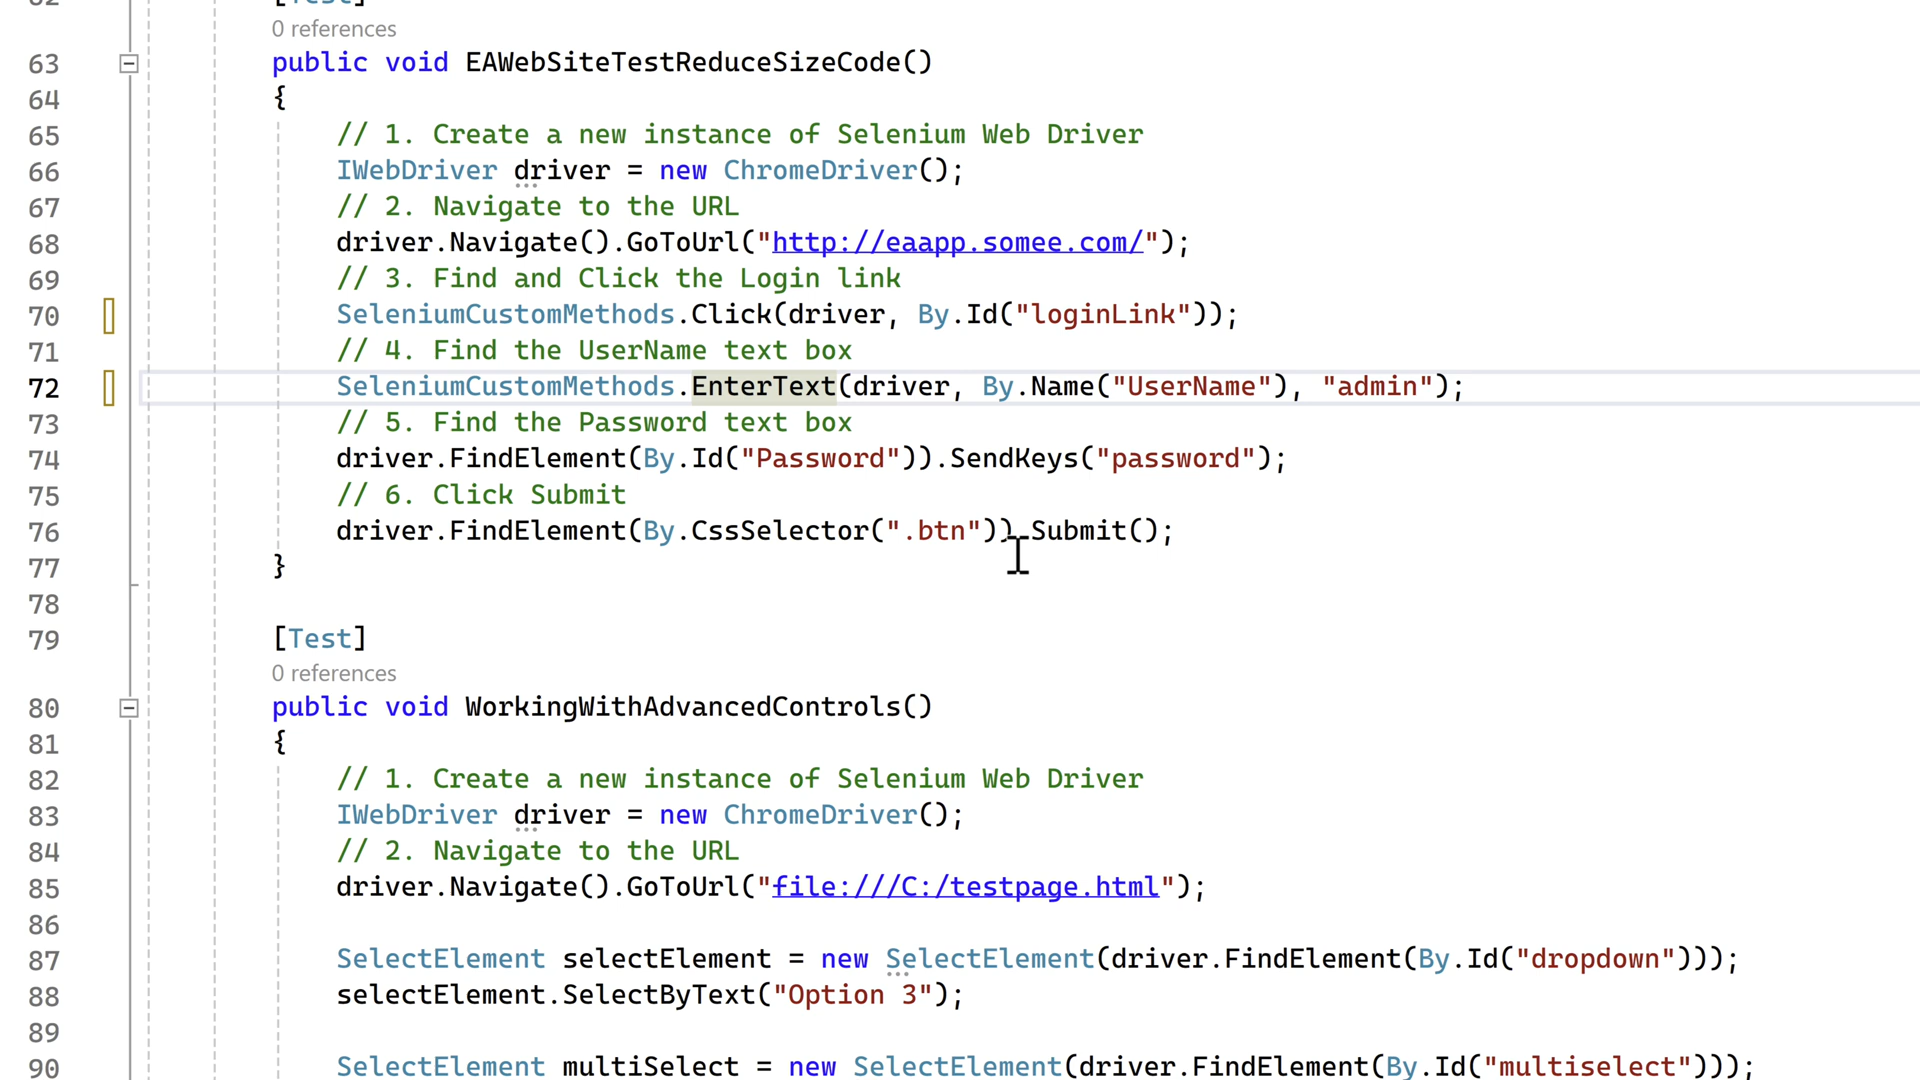 62 [Test]
0 references
63 public void EAWebSiteTestReduceSizeCode()
64 {
65 // 1. Create a new instance of Selenium Web Driver
66 IWebDriver driver = new ChromeDriver();
67 // 2. Navigate to the URL
68 driver.Navigate().GoToUrl("http://eaapp.somee.com/");
69 // 3. Find and Click the Login link
70 SeleniumCustomMethods.Click(driver, By.Id("loginLink"));
71 // 4. Find the UserName text box
72 SeleniumCustomMethods.EnterText(driver, By.Name("UserName"), "admin");
73 // 5. Find the Password text box
74 driver.FindElement(By.Id("Password")).SendKeys("password");
75 // 6. Click Submit
76 driver.FindElement(By.CssSelector(".btn")).Submit();
77 }
78
79 [Test]
0 references
80 public void WorkingWithAdvancedControls()
81 {
82 // 1. Create a new instance of Selenium Web Driver
83 IWebDriver driver = new ChromeDriver();
84 // 2. Navigate to the URL
85 driver.Navigate().GoToUrl("file:///C:/testpage.html");
86
87 SelectElement selectElement = new SelectElement(driver.FindElement(By.Id("dropdown")));
88 selectElement.SelectByText("Option 3");
89
90 SelectElement multiSelect = new SelectElement(driver.FindElement(By.Id("multiselect")));